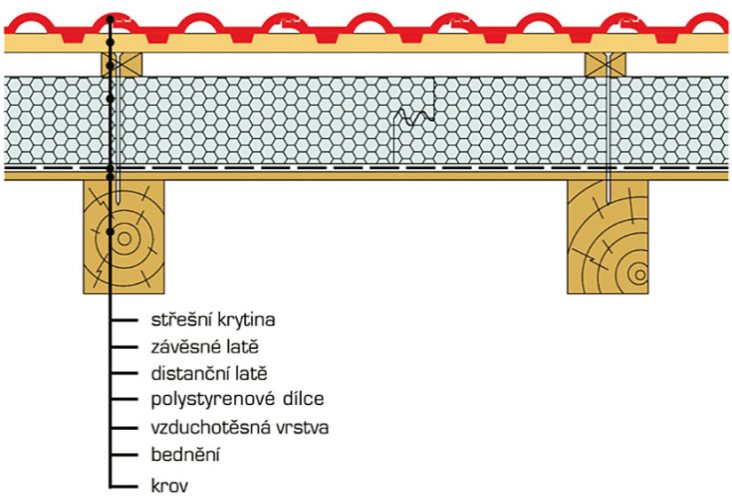 střešní krytina
závěsné latě
distanční latě
polystyrenové dílce
vzduchotěsná vrstva
bednění
krov